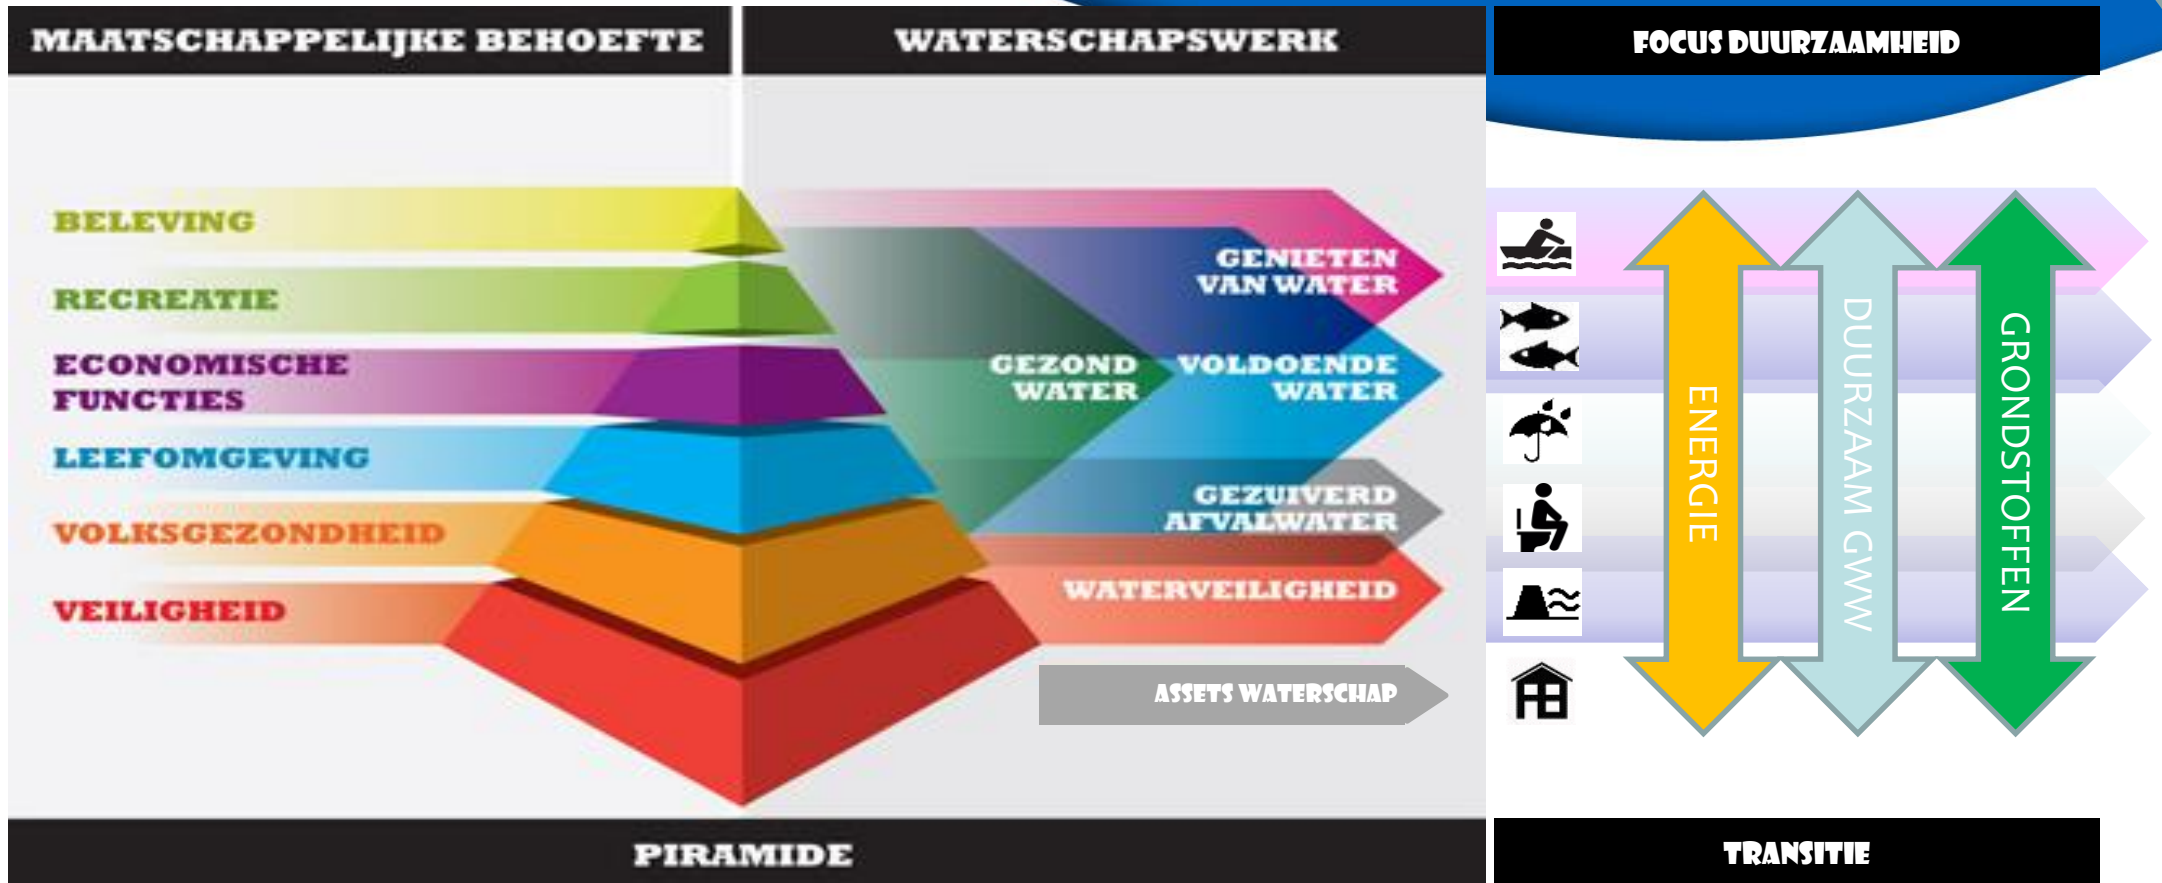 MAATSCHAPPELIJKE BEHOEFTE
WATERSCHAPSWERK
FOCUS DUURZAAMHEID
BELEVING
RECREATIE
ECONOMISCHE
FUNCTIES
LEEFOMGEVING
VOLKSGEZONDHEID
VEILIGHEID
GENIETEN
VAN WATER
GEZOND
WATER
VOLDOENDE
WATER
GEZUIVERD
AFVALWATER
WATERVEILIGHEID
ASSETS WATERSCHAP
ENERGIE
DUURZAAM GWW
GRONDSTOFFEN
PIRAMIDE
TRANSITIE